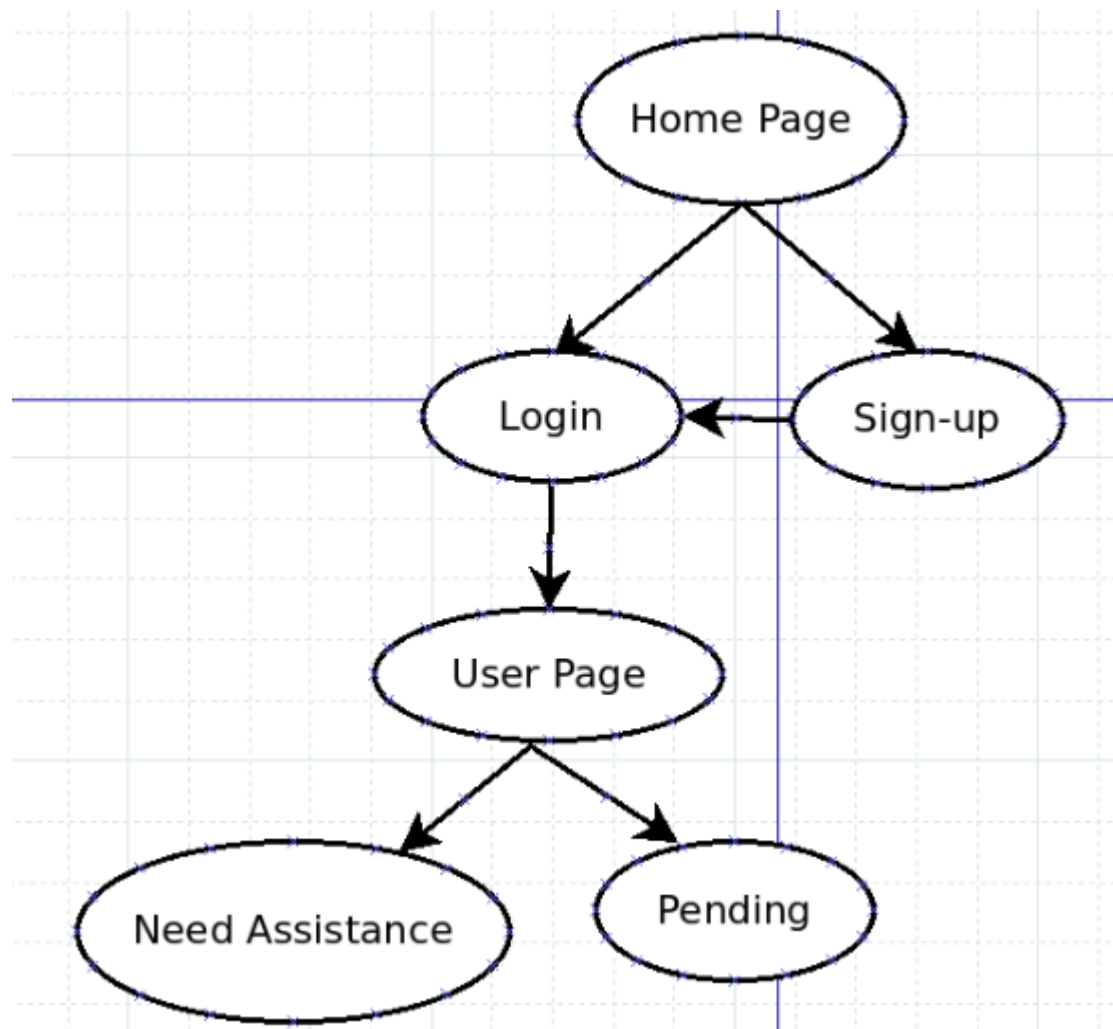 Home Page
Login
Sign-up
User Page
Need Assistance
Pending